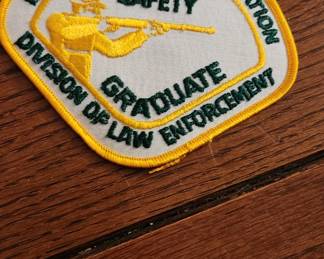 SAFETY
GRADUATE
DIVISION OF LAW ENFORCEMENT